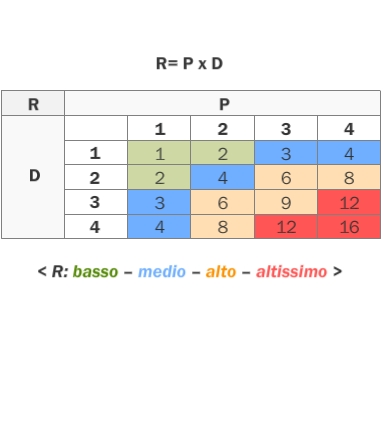 R= P x D
R P
D 1 2 3 4
1 1 2 3 4
2 2 4 6 8
3 3 6 9 12
4 4 8 12 16
< R: basso – medio – alto – altissimo >